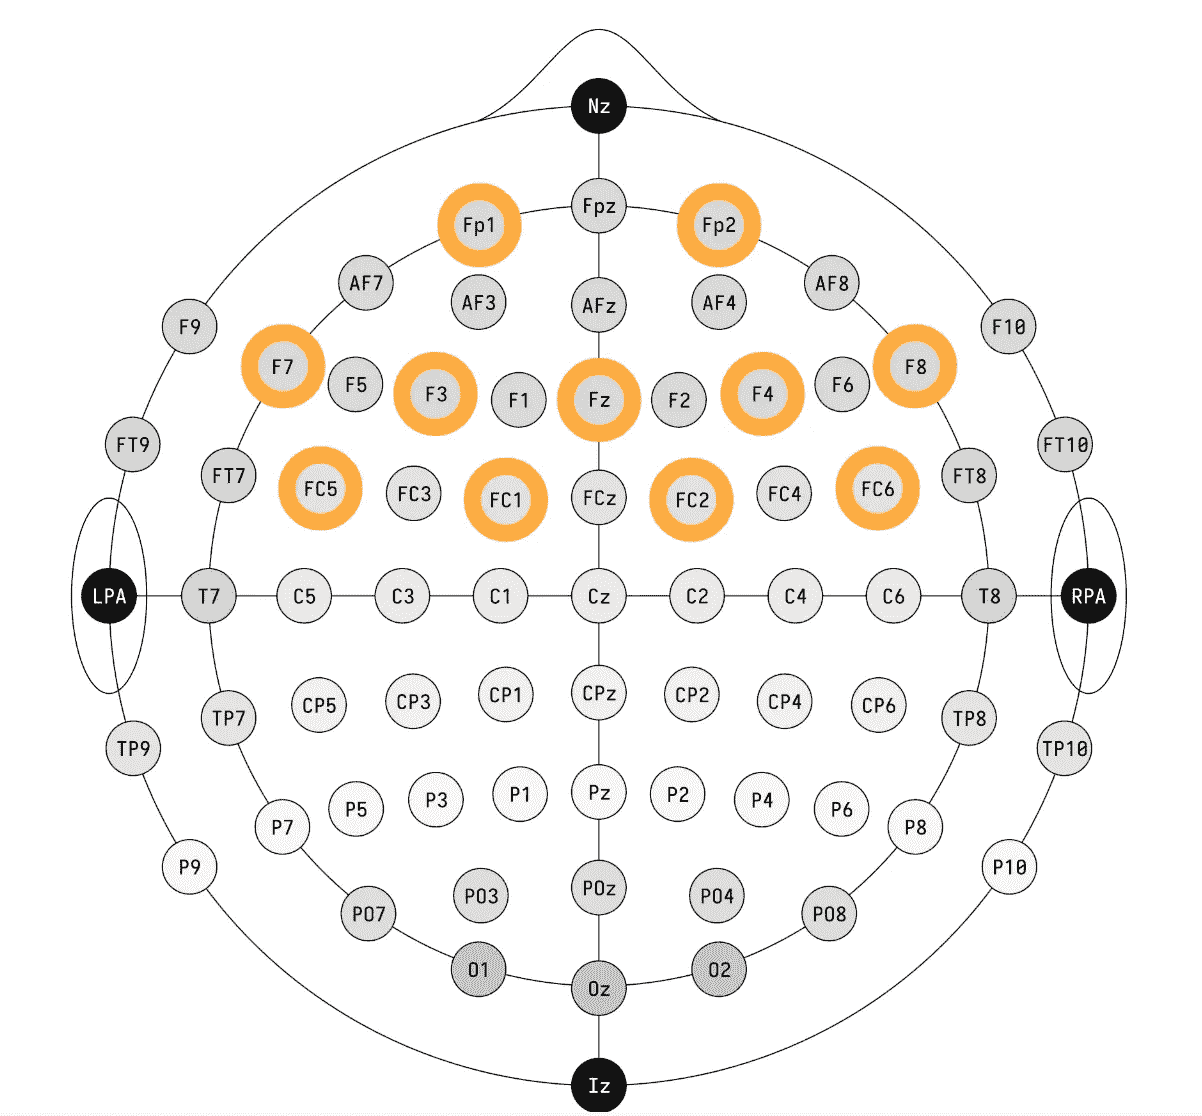 Nz
Fpz
Fp1 Fp2
AF7 AF8
AF3 AFz AF4
F9 F10
F7 F8
F5 F3 F1 Fz F2 F4 F6
FT9 FT10
FT7 FT8
FC5 FC3 FC1 FCz FC2 FC4 FC6
LPA T7 C5 C3 C1 Cz C2 C4 C6 T8 RPA
CP5 CP3 CP1 CPz CP2 CP4 CP6
TP7 TP8
TP9 TP10
P5 P3 P1 Pz P2 P4 P6
P7 P8
P9 P10
PO3 POz PO4
PO7 PO8
O1 O2
Oz
Iz